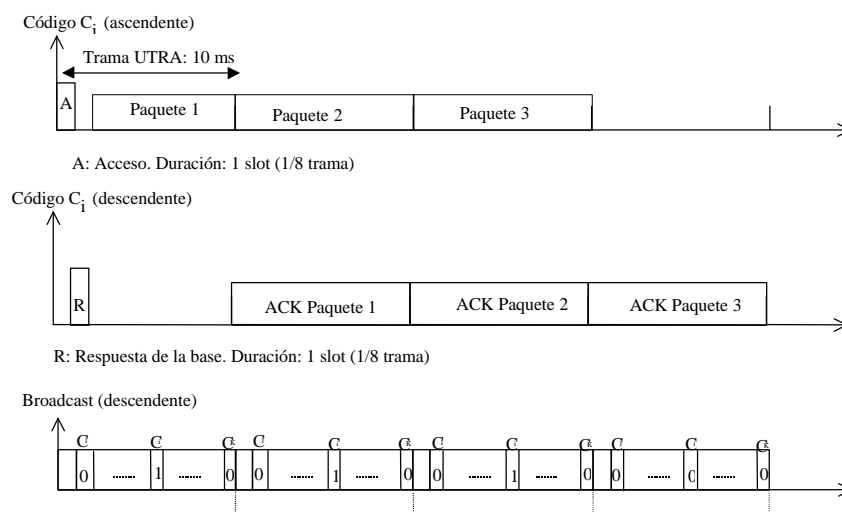 Código Ci (ascendente)
Trama UTRA: 10 ms
A
Paquete 1
Paquete 2
Paquete 3
A: Acceso. Duración: 1 slot (1/8 trama)
Código Ci (descendente)
R
ACK Paquete 1
ACK Paquete 2
ACK Paquete 3
R: Respuesta de la base. Duración: 1 slot (1/8 trama)
Broadcast (descendente)
C C C C C C C C C C C C
0 ....... 1 ....... 0 0 ....... 1 ....... 0 0 ....... 1 ....... 0 0 ....... 0 ....... 0